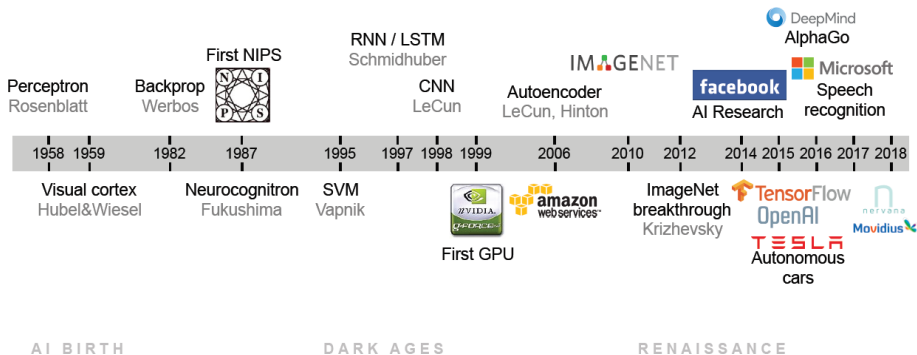 DeepMind
AlphaGo
RNN / LSTM
Schmidhuber
First NIPS
N I
P S
IMAGENET
Microsoft
Speech
recognition
Perceptron
Rosenblatt
Backprop
Werbos
CNN
LeCun
Autoencoder
LeCun, Hinton
facebook
AI Research
1958 1959 1982 1987 1995 1997 1998 1999 2006 2010 2012 2014 2015 2016 2017 2018
Visual cortex
Hubel&Wiesel
Neurocognitron
Fukushima
SVM
Vapnik
NVIDIA
First GPU
amazon
webservices™
ImageNet
breakthrough
Krizhevsky
TensorFlow
OpenAI
TESLA
Autonomous
cars
nervana
Movidius
AI BIRTH
DARK AGES
RENAISSANCE